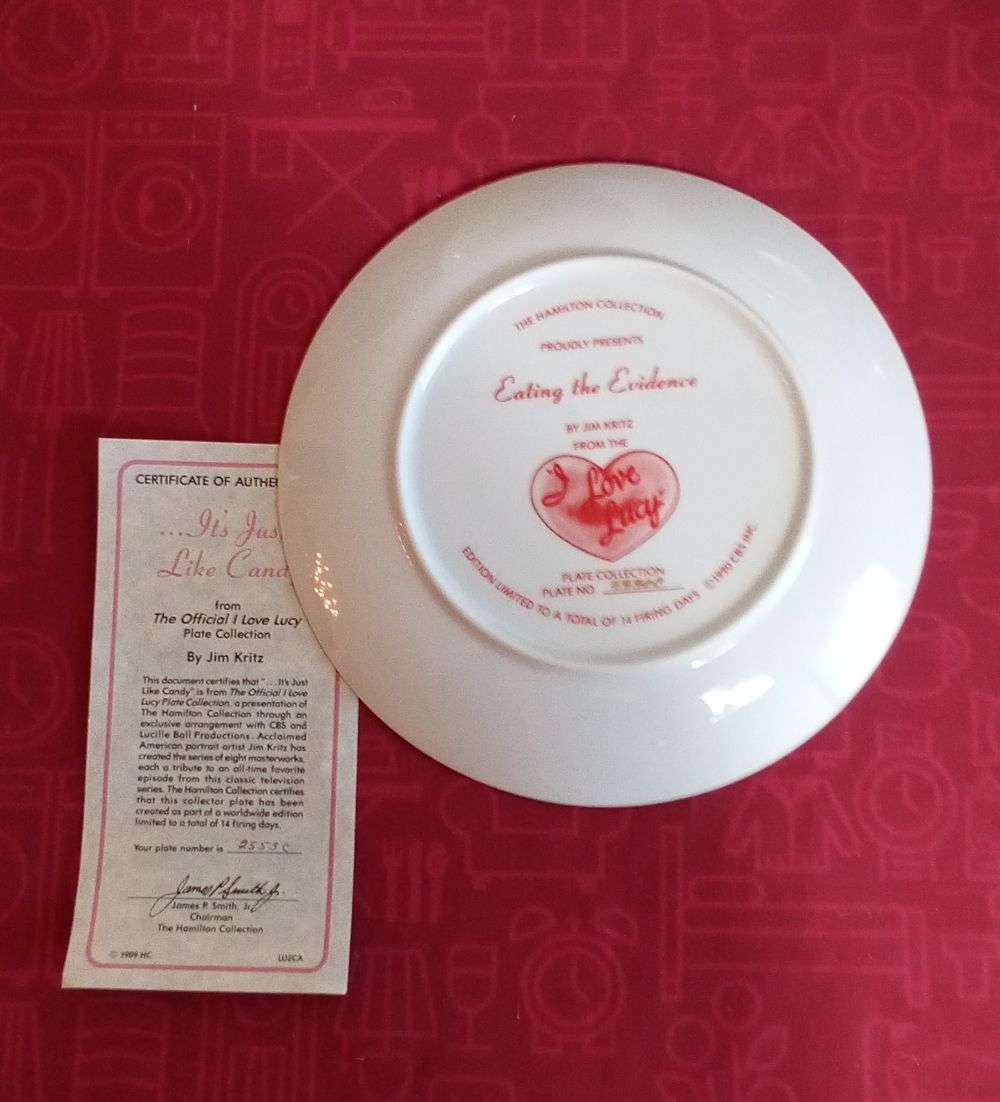 CERTIFICATE OF AUTHE
...It's Jus
Like Cand
from
The Official I Love Lucy
Plate Collection
By Jim Kritz
This document certifies that "...It's Just
Like Candy" is from The Official I Love
Lucy Plate Collection, a presentation of
The Hamilton Collection through an
exclusive arrangement with CBS and
Lucille Ball Productions. Acclaimed
American portrait artist Jim Kritz has
created the series of eight masterworks,
each a tribute to an all-time favorite
episode from this classic television
series. The Hamilton Collection certifies
that this collector plate has been
created as part of a worldwide edition
limited to a total of 14 firing days.
Your plate number is 2553C
James P. Smith Jr.
James P. Smith, Jr.
Chairman
The Hamilton Collection
© 1989 HC
LU2CA
THE HAMILTON COLLECTION
PROUDLY PRESENTS
Eating the Evidence
BY JIM KRITZ
FROM THE
I Love
Lucy
PLATE COLLECTION
PLATE NO.
EDITION LIMITED TO A TOTAL OF 14 FIRING DAYS © 1990 CBS INC.